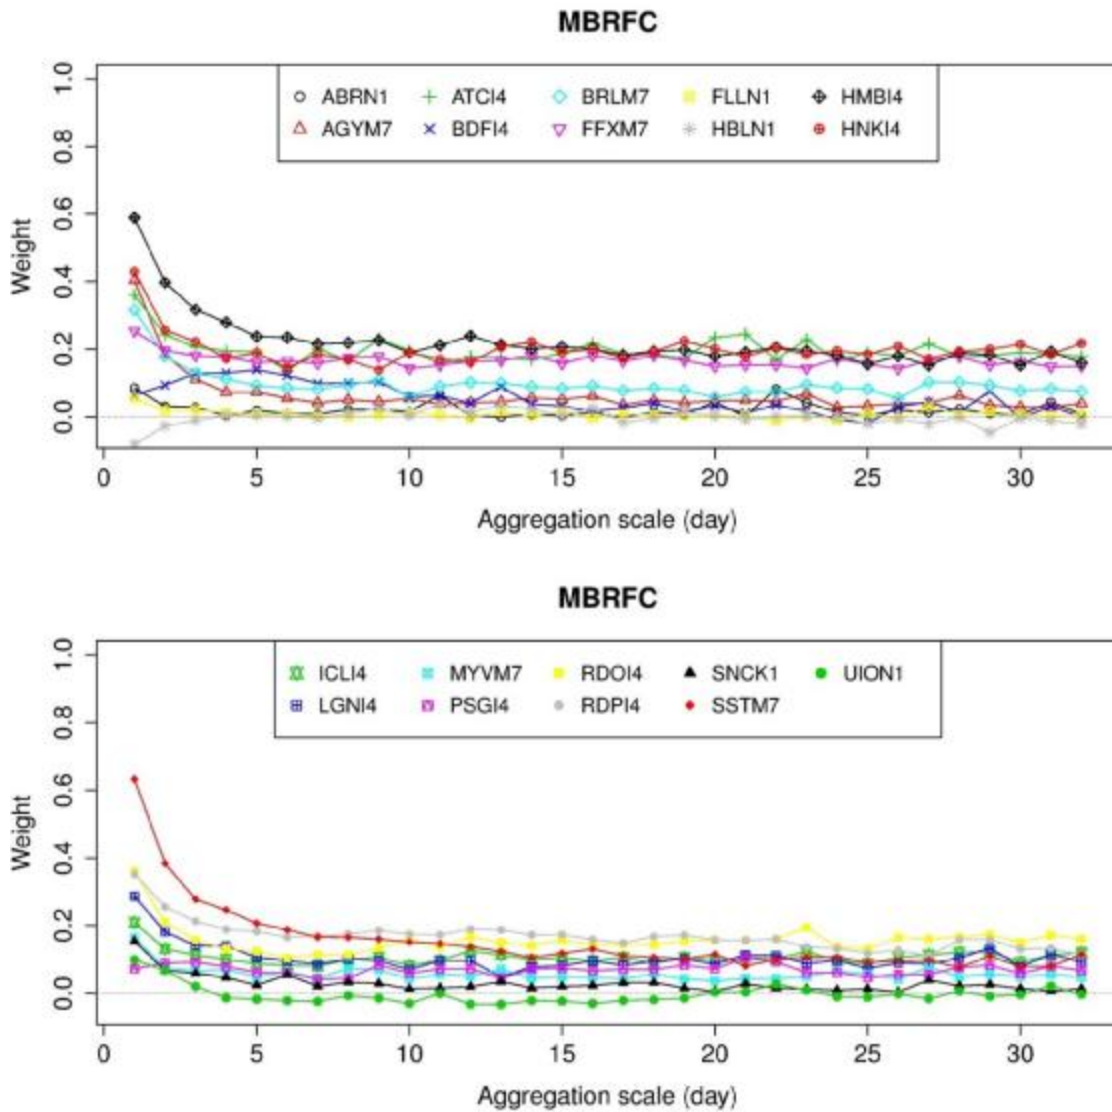 MBRFC
ABRN1 ATCI4 BRLM7 FLLN1 HMBI4
AGYM7 BDFI4 FFXM7 HBLN1 HNKI4
Weight
0.0 0.2 0.4 0.6 0.8 1.0
0 5 10 15 20 25 30
Aggregation scale (day)
MBRFC
ICLI4 MYVM7 RDOI4 SNCK1 UION1
LGNI4 PSGI4 RDPI4 SSTM7
Weight
0.0 0.2 0.4 0.6 0.8 1.0
0 5 10 15 20 25 30
Aggregation scale (day)